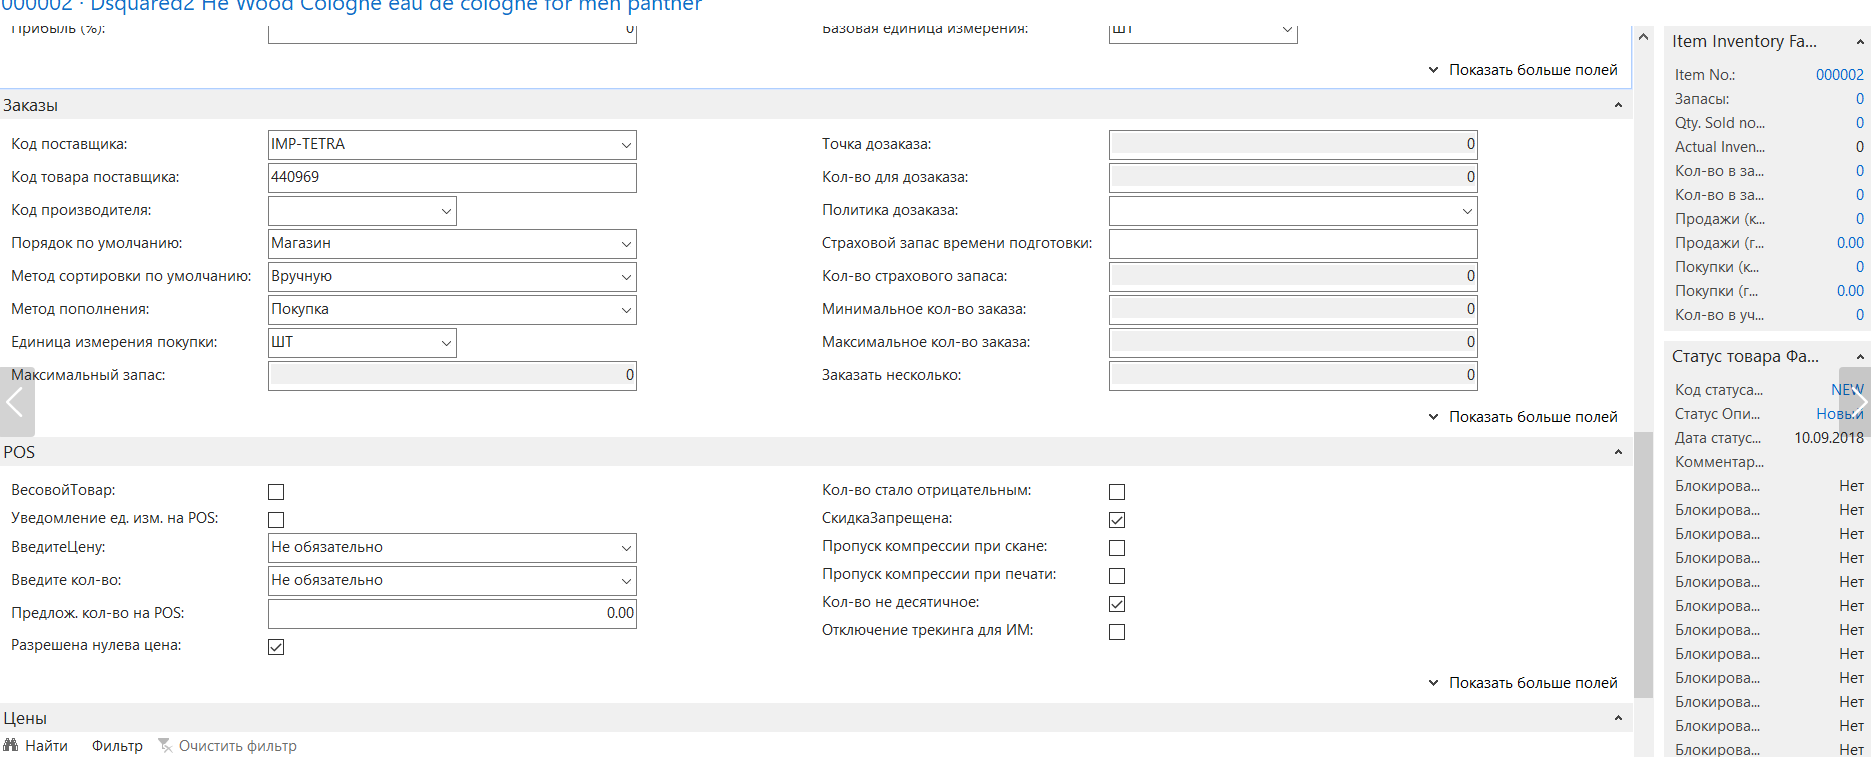 000002 · Dsquared2 He Wood Cologne eau de cologne for men panther
Прибыль (%):
0
Базовая единица измерения:
ШТ
Показать больше полей
Заказы
Код поставщика:
IMP-TETRA
Точка дозаказа:
0
Код товара поставщика:
440969
Кол-во для дозаказа:
0
Код производителя:
Политика дозаказа:
Порядок по умолчанию:
Магазин
Страховой запас времени подготовки:
Метод сортировки по умолчанию:
Вручную
Кол-во страхового запаса:
0
Метод пополнения:
Покупка
Минимальное кол-во заказа:
0
Единица измерения покупки:
ШТ
Максимальное кол-во заказа:
0
Максимальный запас:
0
Заказать несколько:
0
Показать больше полей
POS
ВесовойТовар:
Кол-во стало отрицательным:
Уведомление ед. изм. на POS:
СкидкаЗапрещена:
ВведитеЦену:
Не обязательно
Пропуск компрессии при скане:
Введите кол-во:
Не обязательно
Пропуск компрессии при печати:
Предлож. кол-во на POS:
0.00
Кол-во не десятичное:
Разрешена нулева цена:
Отключение трекинга для ИМ:
Показать больше полей
Цены
Найти
Фильтр
Очистить фильтр
Item Inventory Fa...
Item No.:
000002
Запасы:
0
Qty. Sold no...
0
Actual Inven...
0
Кол-во в за...
0
Кол-во в за...
0
Продажи (к...
0
Продажи (г...
0.00
Покупки (к...
0
Покупки (г...
0.00
Кол-во в уч...
0
Статус товара Фа...
Код статуса...
NEW
Статус Опи...
Новый
Дата статус...
10.09.2018
Комментар...
Блокирова...
Нет
Блокирова...
Нет
Блокирова...
Нет
Блокирова...
Нет
Блокирова...
Нет
Блокирова...
Нет
Блокирова...
Нет
Блокирова...
Нет
Блокирова...
Нет
Блокирова...
Нет
Блокирова...
Нет
Блокирова...
Нет